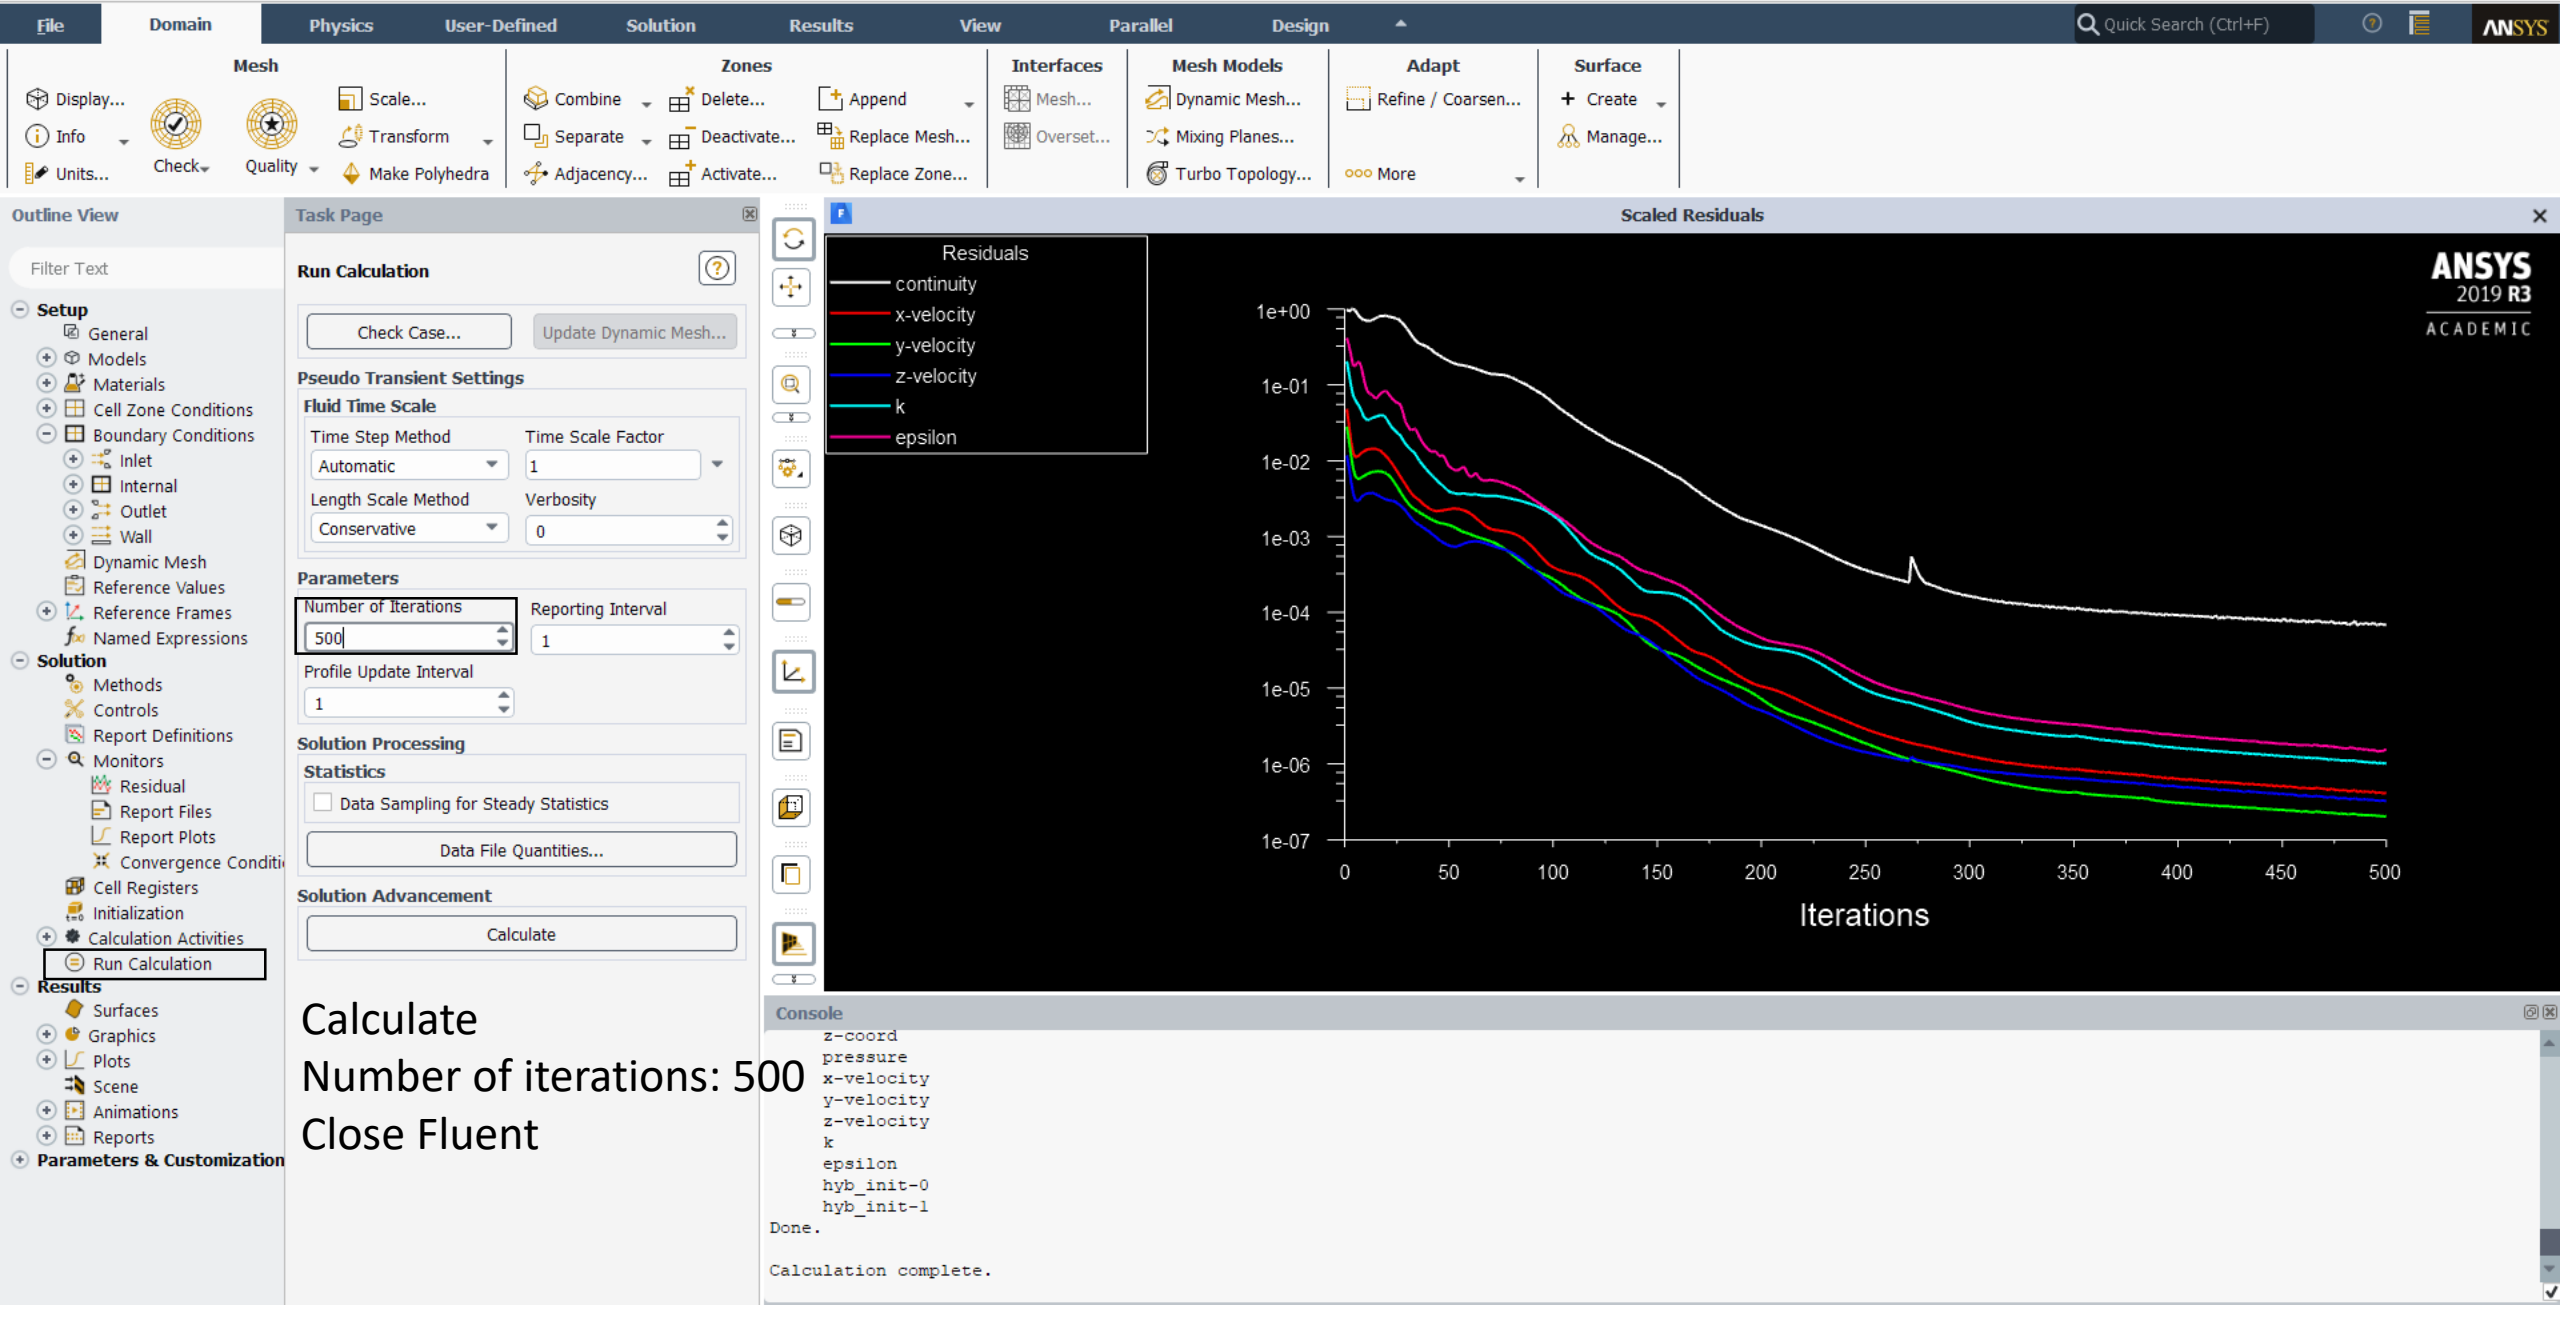 File Domain Physics User-Defined Solution Results View Parallel Design Quick Search (Ctrl+F) ANSYS
Mesh Zones Interfaces Mesh Models Adapt Surface
Display... Scale... Combine Delete... Append Mesh... Dynamic Mesh... Refine / Coarsen... + Create
Info Transform Separate Deactivate... Replace Mesh... Overset... Mixing Planes... Manage...
Units... Check Quality Make Polyhedra Adjacency... Activate... Replace Zone... Turbo Topology... More
Outline View
Filter Text
Setup
General
Models
Materials
Cell Zone Conditions
Boundary Conditions
Inlet
Internal
Outlet
Wall
Dynamic Mesh
Reference Values
Reference Frames
Named Expressions
Solution
Methods
Controls
Report Definitions
Monitors
Residual
Report Files
Report Plots
Convergence Conditi
Cell Registers
Initialization
Calculation Activities
Run Calculation
Results
Surfaces
Graphics
Plots
Scene
Animations
Reports
Parameters & Customization
Task Page
Run Calculation
Check Case... Update Dynamic Mesh...
Pseudo Transient Settings
Fluid Time Scale
Time Step Method Time Scale Factor
Automatic 1
Length Scale Method Verbosity
Conservative 0
Parameters
Number of Iterations Reporting Interval
500 1
Profile Update Interval
1
Solution Processing
Statistics
Data Sampling for Steady Statistics
Data File Quantities...
Solution Advancement
Calculate
Calculate
Number of iterations: 500
Close Fluent
Scaled Residuals
Residuals
continuity
x-velocity
y-velocity
z-velocity
k
epsilon
ANSYS
2019 R3
ACADEMIC
1e+00
1e-01
1e-02
1e-03
1e-04
1e-05
1e-06
1e-07
0 50 100 150 200 250 300 350 400 450 500
Iterations
Console
z-coord
pressure
x-velocity
y-velocity
z-velocity
k
epsilon
hyb_init-0
hyb_init-1
Done.
Calculation complete.